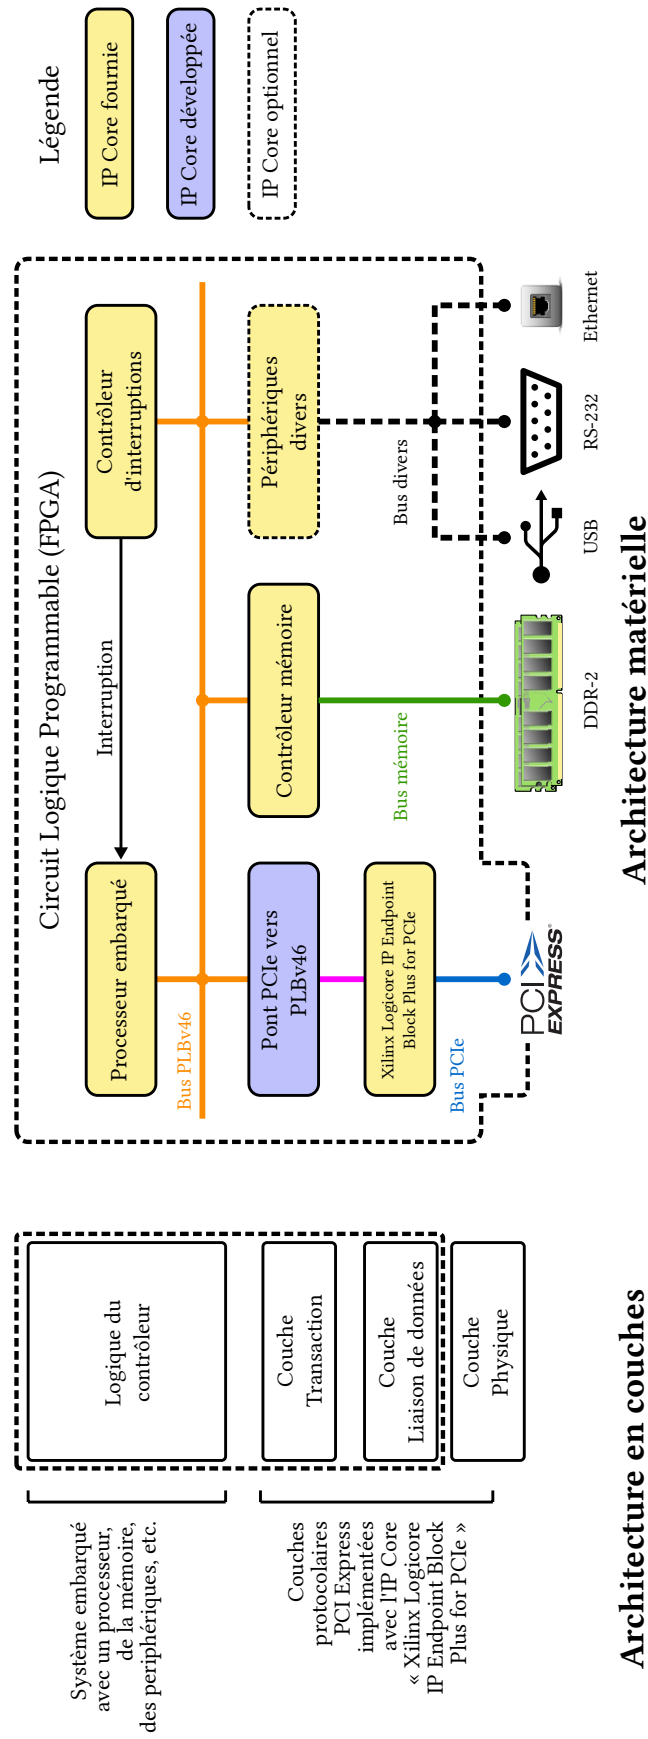 Système embarqué
avec un processeur,
de la mémoire,
des periphériques, etc.
Couches
protocolaires
PCI Express
implémentées
avec l'IP Core
« Xilinx Logicore
IP Endpoint Block
Plus for PCIe »
Logique du
contrôleur
Couche
Transaction
Couche
Liaison de données
Couche
Physique
Architecture en couches
Circuit Logique Programmable (FPGA)
Processeur embarqué
Interruption
Contrôleur
d'interruptions
Bus PLBv46
Pont PCIe vers
PLBv46
Contrôleur mémoire
Périphériques
divers
Xilinx Logicore IP Endpoint
Block Plus for PCIe
Bus mémoire
Bus divers
Bus PCIe
PCI
EXPRESS®
DDR-2
USB
RS-232
Ethernet
Architecture matérielle
Légende
IP Core fournie
IP Core développée
IP Core optionnel